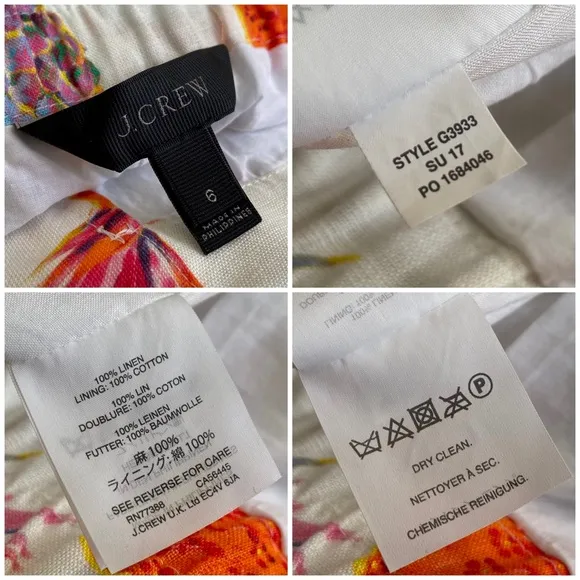 J.CREW
6
MADE IN
PHILIPPINES
STYLE G3933
SU 17
PO 1684046
100% LINEN
LINING: 100% COTTON
100% LIN
DOUBLURE: 100% COTON
100% LEINEN
FUTTER: 100% BAUMWOLLE
麻 100%
ライニング: 綿 100%
SEE REVERSE FOR CARE
RN77388 CA56445
J.CREW U.K. Ltd EC4V 6JA
P
DRY CLEAN.
NETTOYER À SEC.
CHEMISCHE REINIGUNG.